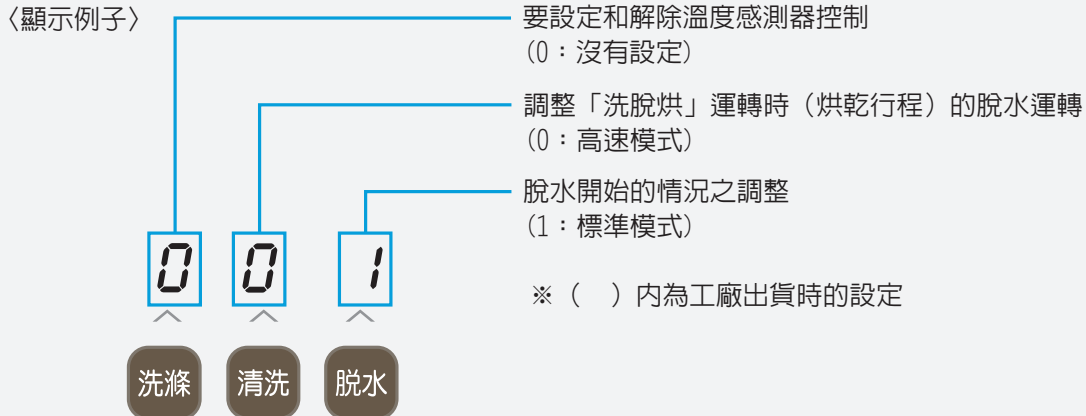 〈顯示例子〉
要設定和解除溫度感測器控制
(0：沒有設定)
調整「洗脫烘」運轉時（烘乾行程）的脫水運轉
(0：高速模式)
脫水開始的情況之調整
(1：標準模式)
0 0 1
※（　）内為工廠出貨時的設定
洗滌 清洗 脱水